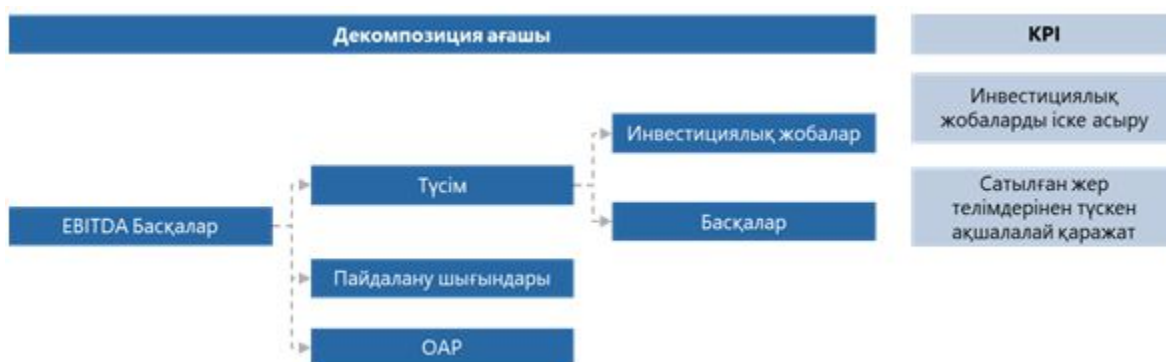 Декомпозиция ағашы
KPI
Инвестициялық
жобаларды іске асыру
Инвестициялық жобалар
Түсім
Сатылған жер
телімдерінен түскен
ақшалалай қаражат
EBITDA Басқалар
Басқалар
Пайдалану шығындары
ОАР